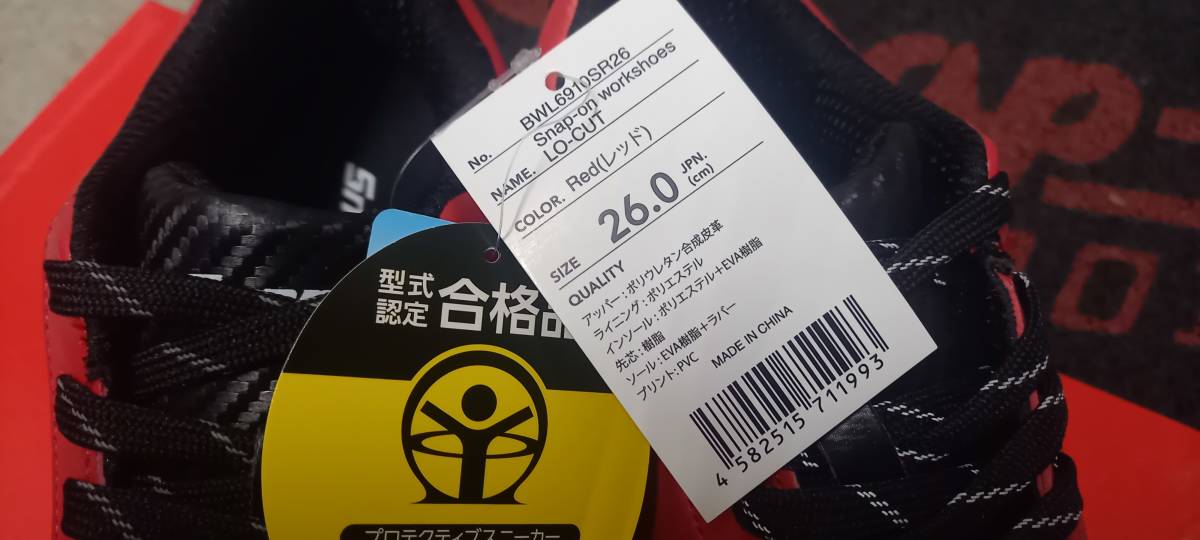 No. BWL6910SR26
NAME. Snap-on workshoes
LO-CUT
COLOR. Red(レッド)
SIZE 26.0 JPN.
(cm)
QUALITY
アッパー:ポリウレタン合成皮革
ライニング:ポリエステル
インソール:ポリエステル+EVA樹脂
先芯:樹脂
ソール:EVA樹脂+ラバー
プリント:PVC
MADE IN CHINA
4 582515 711993
型式
認定
合格品
プロテクティブスニーカー
Sn